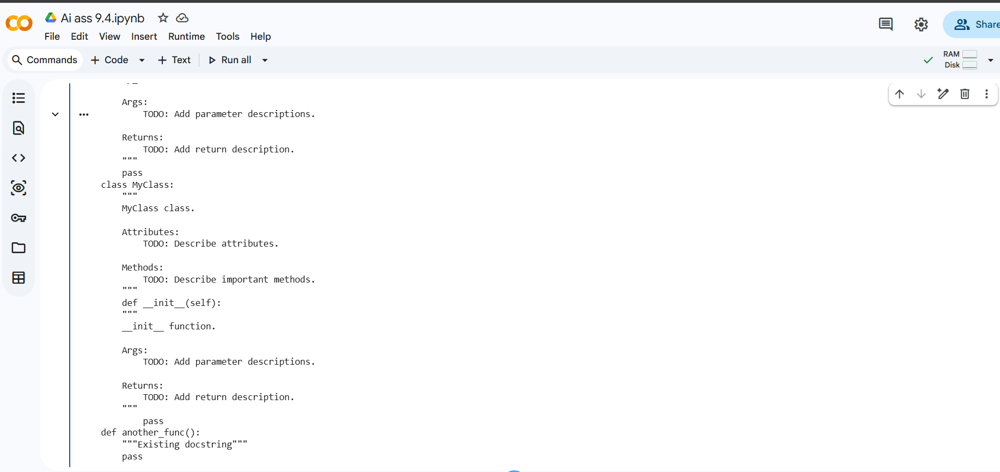 Ai ass 9.4.ipynb
File Edit View Insert Runtime Tools Help
Share
Commands + Code + Text Run all
RAM
Disk
Args:
TODO: Add parameter descriptions.
Returns:
TODO: Add return description.
"""
pass
class MyClass:
"""
MyClass class.
Attributes:
TODO: Describe attributes.
Methods:
TODO: Describe important methods.
"""
def __init__(self):
"""
__init__ function.
Args:
TODO: Add parameter descriptions.
Returns:
TODO: Add return description.
"""
pass
def another_func():
"""Existing docstring"""
pass